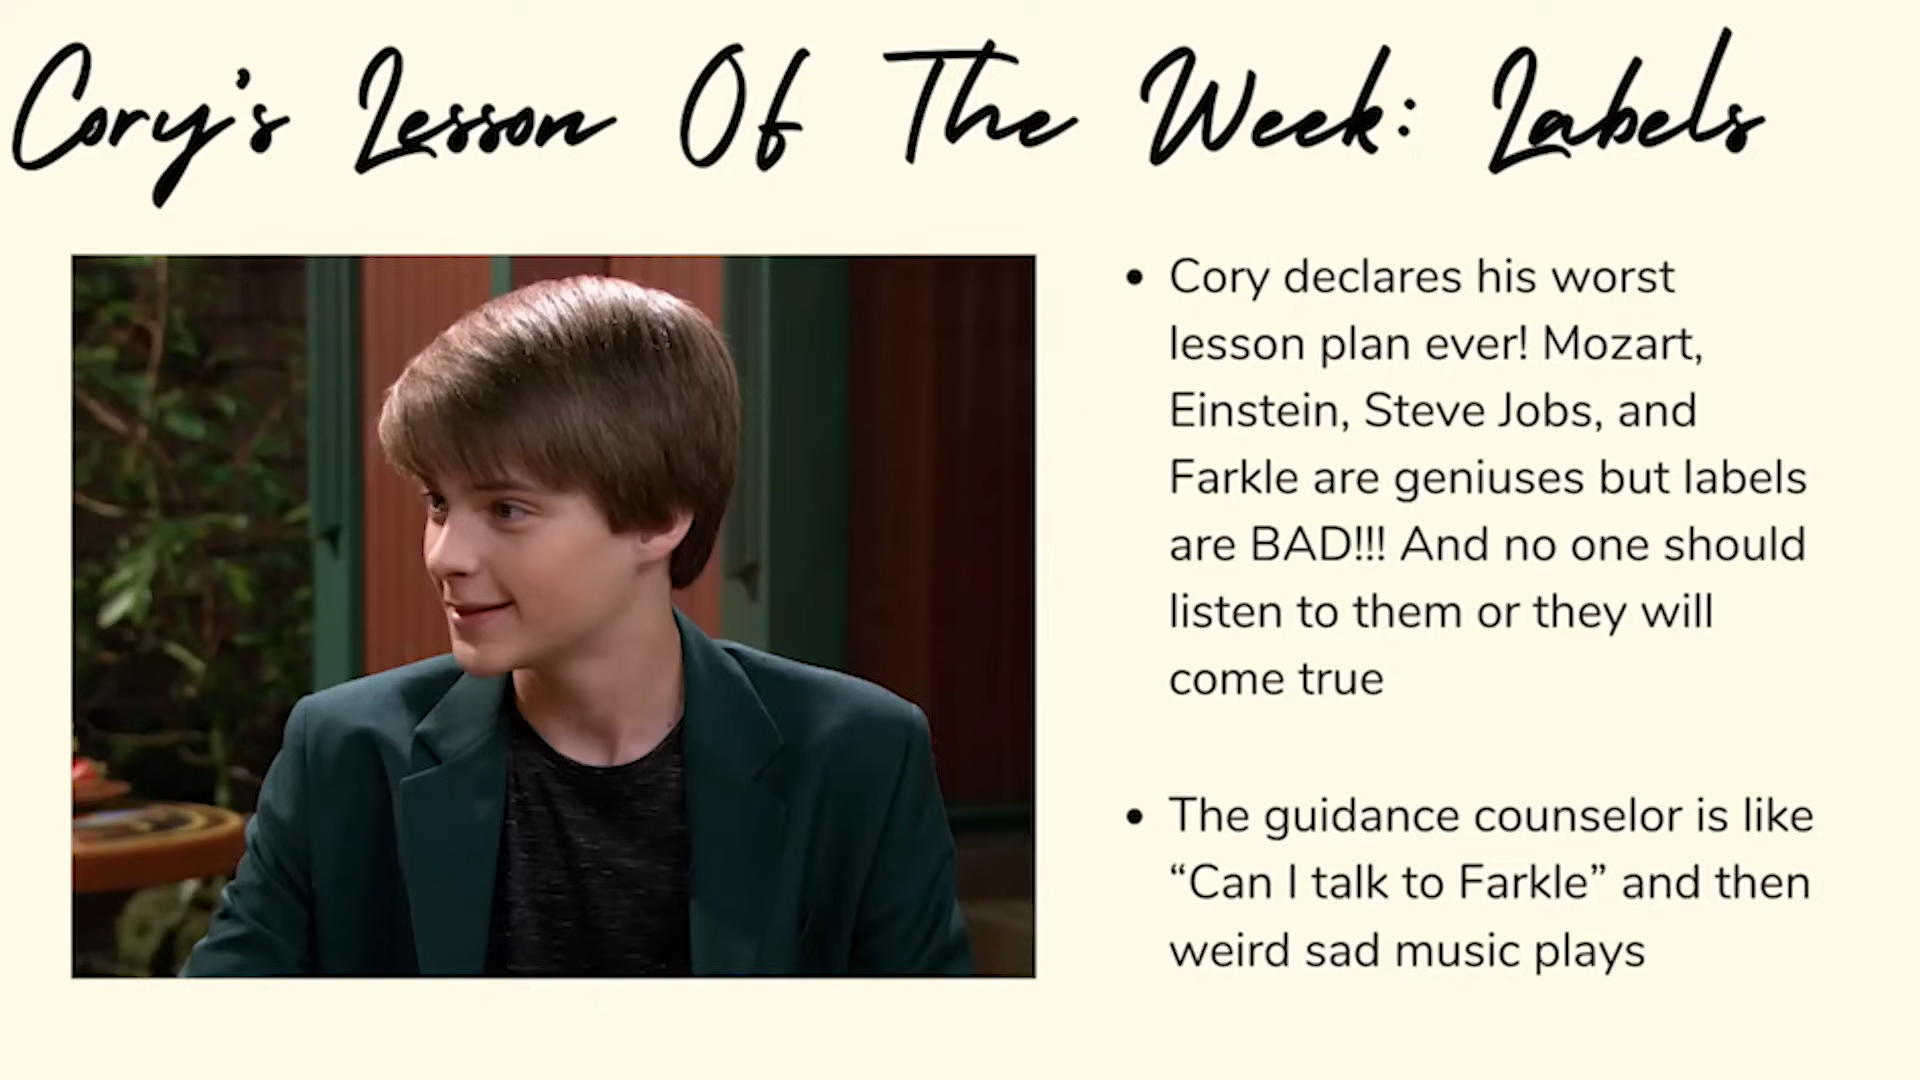 Cory's Lesson Of The Week: Labels
• Cory declares his worst
lesson plan ever! Mozart,
Einstein, Steve Jobs, and
Farkle are geniuses but labels
are BAD!!! And no one should
listen to them or they will
come true
• The guidance counselor is like
“Can I talk to Farkle” and then
weird sad music plays